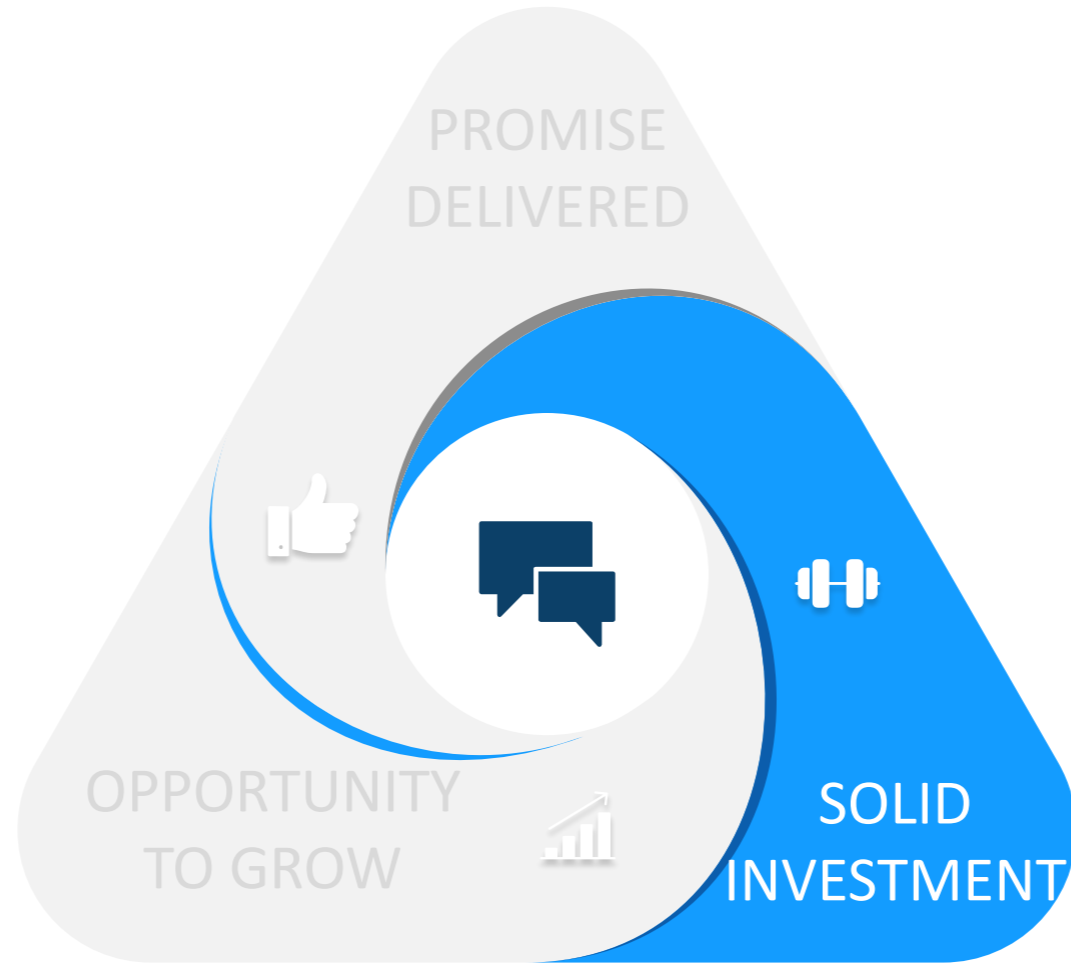 PROMISE
DELIVERED
OPPORTUNITY
TO GROW
SOLID
INVESTMENT